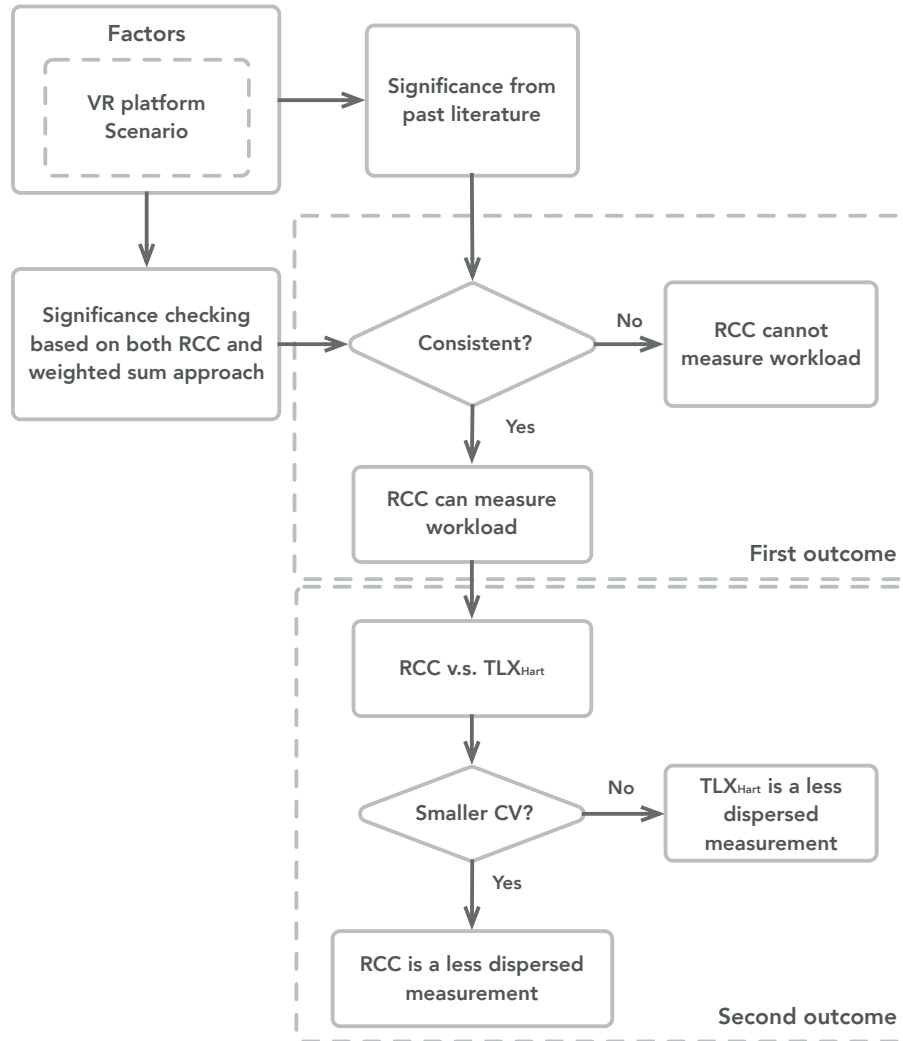 Factors
VR platform
Scenario
Significance from
past literature
Significance checking
based on both RCC and
weighted sum approach
Consistent?
No
RCC cannot
measure workload
Yes
RCC can measure
workload
First outcome
RCC v.s. TLXHart
Smaller CV?
No
TLXHart is a less
dispersed
measurement
Yes
RCC is a less dispersed
measurement
Second outcome